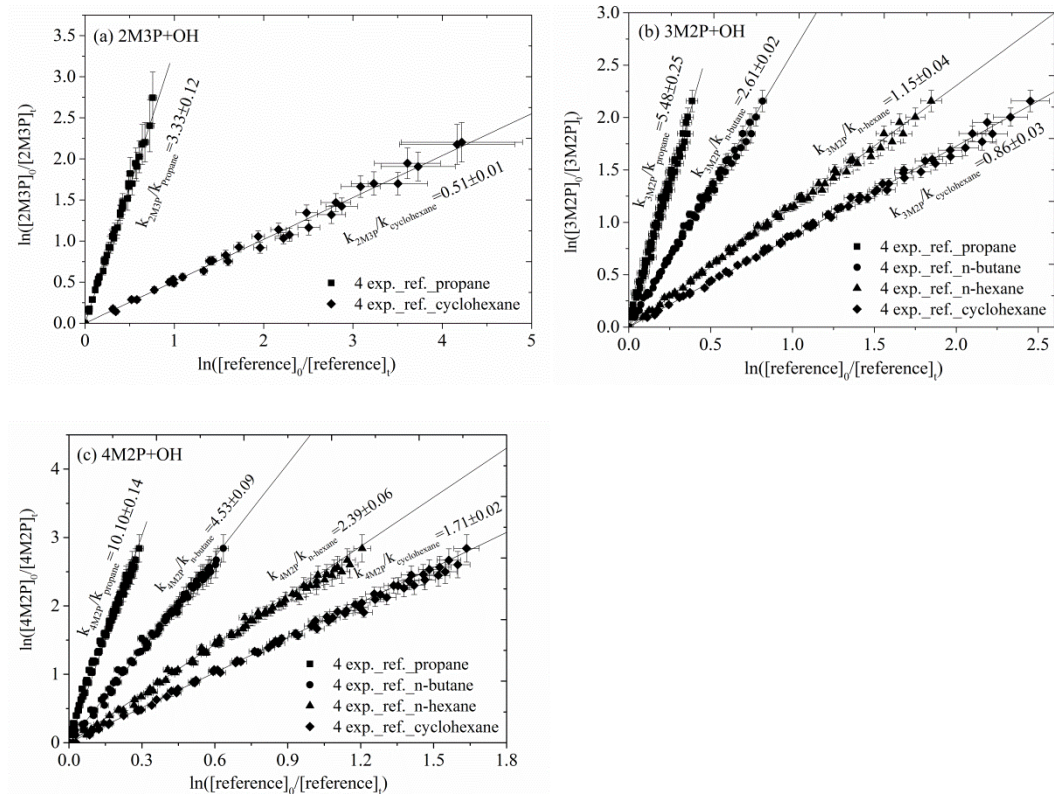 (a) 2M3P+OH
3.5
3.0
2.5
2.0
1.5
1.0
0.5
0.0
ln([2M3P]0/[2M3P]t)
k2M3P/kPropane=3.33±0.12
k2M3P/kcyclohexane=0.51±0.01
4 exp._ref._propane
4 exp._ref._cyclohexane
0 1 2 3 4 5
ln([reference]0/[reference]t)
(b) 3M2P+OH
3.0
2.5
2.0
1.5
1.0
0.5
0.0
ln([3M2P]0/[3M2P])
k3M2P/kpropane=5.48±0.25
k3M2P/kn-butane=2.61±0.02
k3M2P/kn-hexane=1.15±0.04
k3M2P/kcyclohexane=0.86±0.03
4 exp._ref._propane
4 exp._ref._n-butane
4 exp._ref._n-hexane
4 exp._ref._cyclohexane
0.0 0.5 1.0 1.5 2.0 2.5
ln([reference]0/[reference]t)
(c) 4M2P+OH
4
3
2
1
0
ln([4M2P]0/[4M2P]t)
k4M2P/kpropane=10.10±0.14
k4M2P/kn-butane=4.53±0.09
k4M2P/kn-hexane=2.39±0.06
k4M2P/kcyclohexane=1.71±0.02
4 exp._ref._propane
4 exp._ref._n-butane
4 exp._ref._n-hexane
4 exp._ref._cyclohexane
0.0 0.3 0.6 0.9 1.2 1.5 1.8
ln([reference]0/[reference]t)